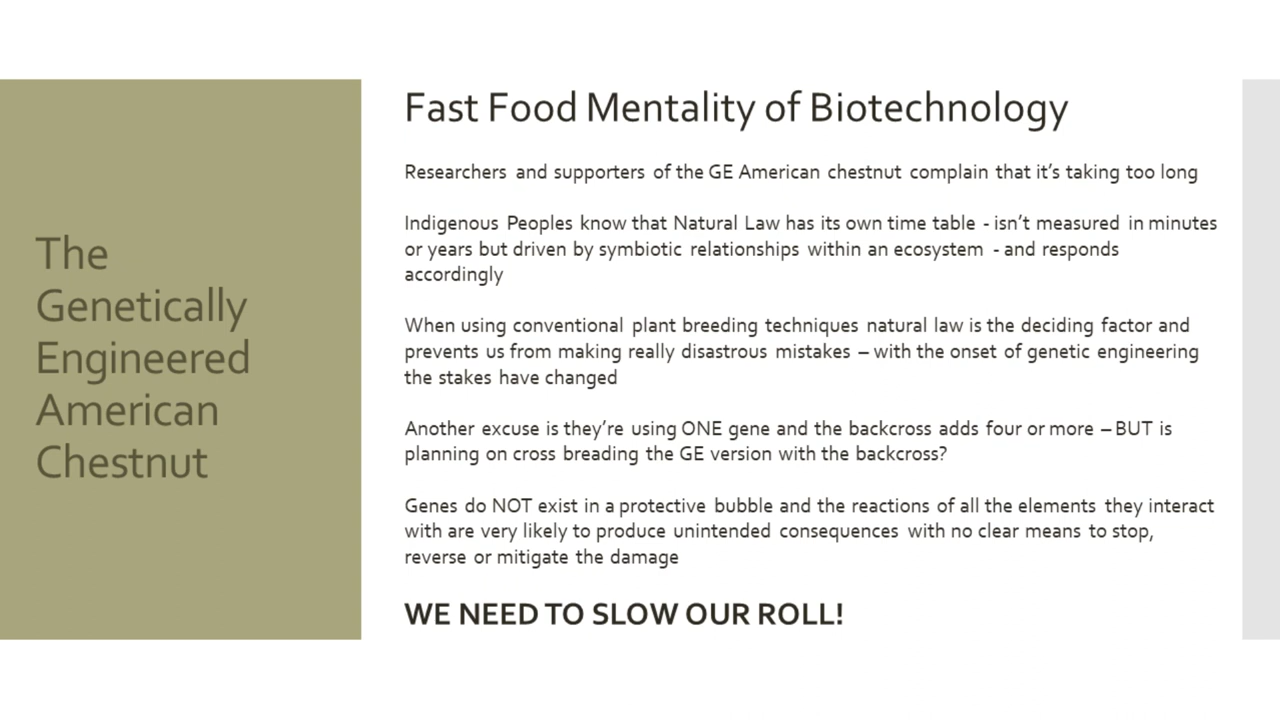 The
Genetically
Engineered
American
Chestnut
Fast Food Mentality of Biotechnology
Researchers and supporters of the GE American chestnut complain that it’s taking too long
Indigenous Peoples know that Natural Law has its own time table - isn’t measured in minutes
or years but driven by symbiotic relationships within an ecosystem - and responds
accordingly
When using conventional plant breeding techniques natural law is the deciding factor and
prevents us from making really disastrous mistakes – with the onset of genetic engineering
the stakes have changed
Another excuse is they’re using ONE gene and the backcross adds four or more – BUT is
planning on cross breading the GE version with the backcross?
Genes do NOT exist in a protective bubble and the reactions of all the elements they interact
with are very likely to produce unintended consequences with no clear means to stop,
reverse or mitigate the damage
WE NEED TO SLOW OUR ROLL!